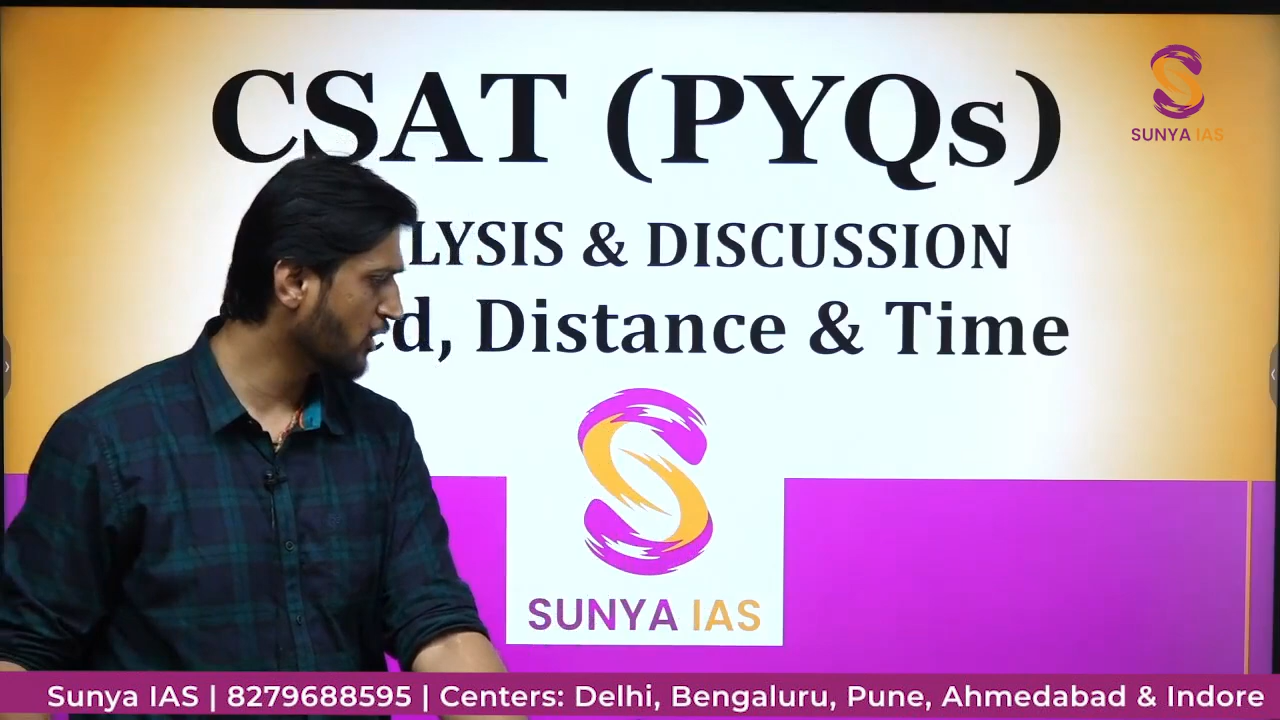 CSAT (PYQs)
SUNYA IAS
LYSIS & DISCUSSION
ed, Distance & Time
SUNYA IAS
Sunya IAS | 8279688595 | Centers: Delhi, Bengaluru, Pune, Ahmedabad & Indore